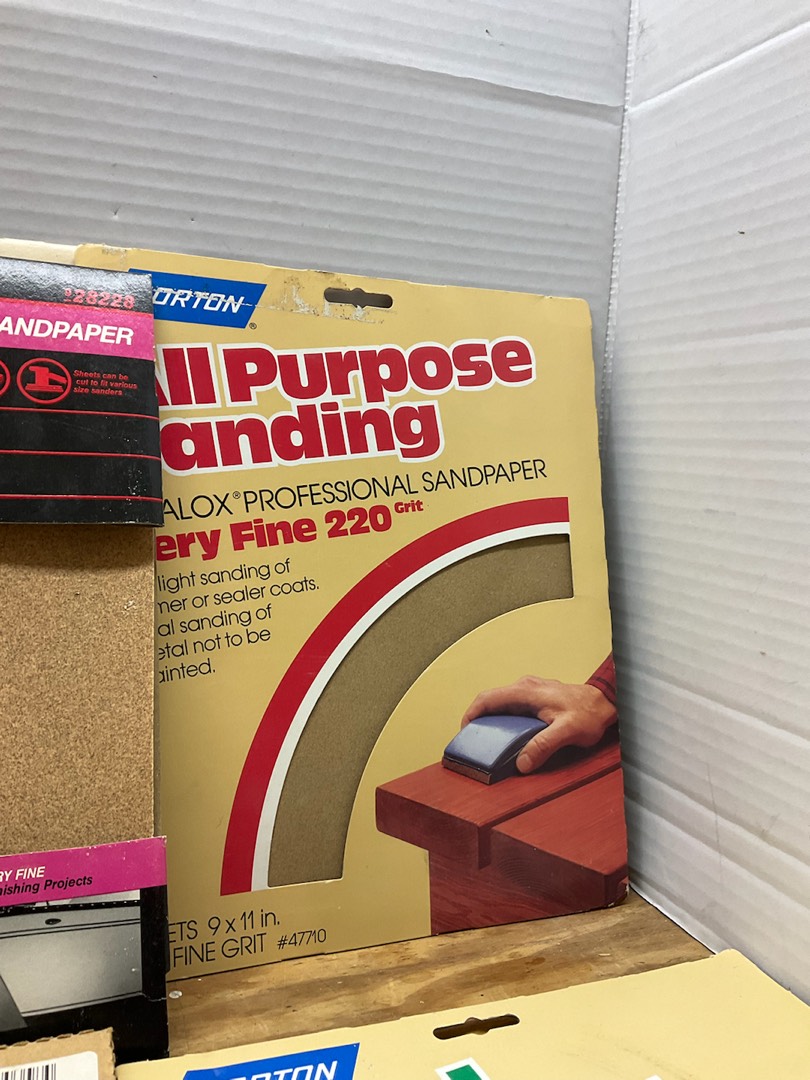 28228
ANDPAPER
Sheets can be
cut to fit various
size sanders
RY FINE
nishing Projects
ORTON
®
All Purpose
anding
ALOX® PROFESSIONAL SANDPAPER
ery Fine 220 Grit
light sanding of
mer or sealer coats.
al sanding of
etal not to be
ainted.
ETS 9 x 11 in.
FINE GRIT #47710
ORTON